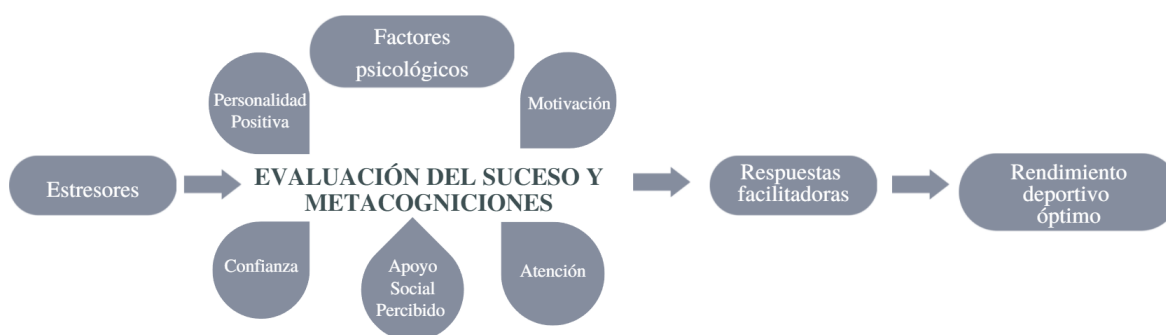 Factores
psicológicos
Personalidad
Positiva
Motivación
Estresores
EVALUACIÓN DEL SUCESO Y
METACOGNICIONES
Respuestas
facilitadoras
Rendimiento
deportivo
óptimo
Confianza
Apoyo
Social
Percibido
Atención